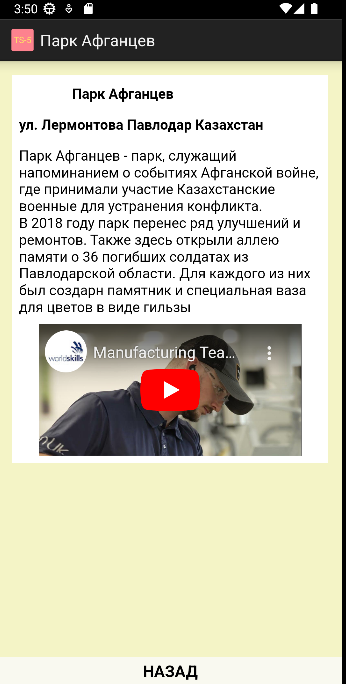 3:50
TS-5
Парк Афганцев
Парк Афганцев
ул. Лермонтова Павлодар Казахстан
Парк Афганцев - парк, служащий
напоминанием о событиях Афганской войне,
где принимали участие Казахстанские
военные для устранения конфликта.
В 2018 году парк перенес ряд улучшений и
ремонтов. Также здесь открыли аллею
памяти о 36 погибших солдатах из
Павлодарской области. Для каждого из них
был создарн памятник и специальная ваза
для цветов в виде гильзы
worldskills
Manufacturing Tea...
НАЗАД